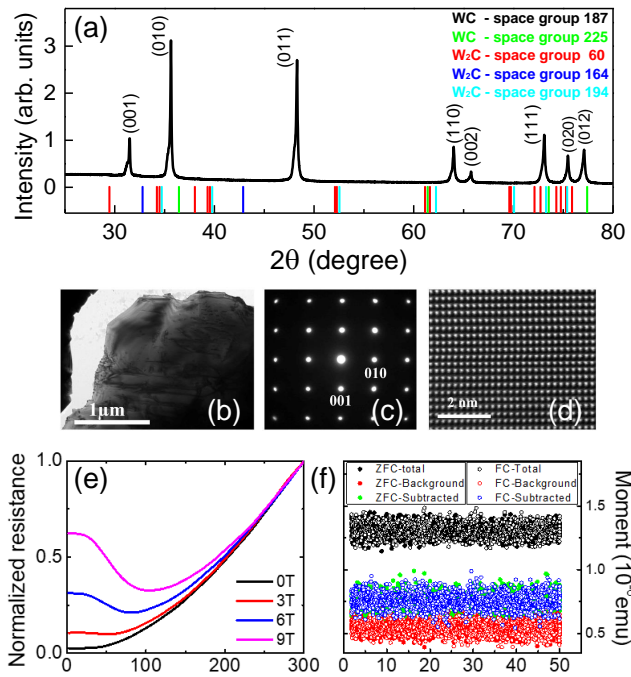 (a)
WC - space group 187
WC - space group 225
W₂C - space group 60
W₂C - space group 164
W₂C - space group 194
Intensity (arb. units)
3
2
1
0
(001)
(010)
(011)
(110)
(002)
(111)
(020)
(012)
30 40 50 60 70 80
2θ (degree)
1μm
(b)
010
001
(c)
2 nm
(d)
(e)
Normalized resistance
1.0
0.5
0.0
0T
3T
6T
9T
0 100 200 300
(f)
ZFC-total
ZFC-Background
ZFC-Subtracted
FC-Total
FC-Background
FC-Subtracted
1.5
1.0
0.5
0 10 20 30 40 50